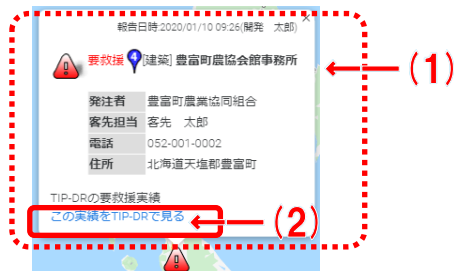 報告日時:2020/01/10 09:26(開発　太郎)
×
要救援 4 [建築] 豊富町農協会館事務所
(1)
発注者 豊富町農業協同組合
客先担当 客先　太郎
電話 052-001-0002
住所 北海道天塩郡豊富町
TIP-DRの要救援実績
この実績をTIP-DRで見る
(2)